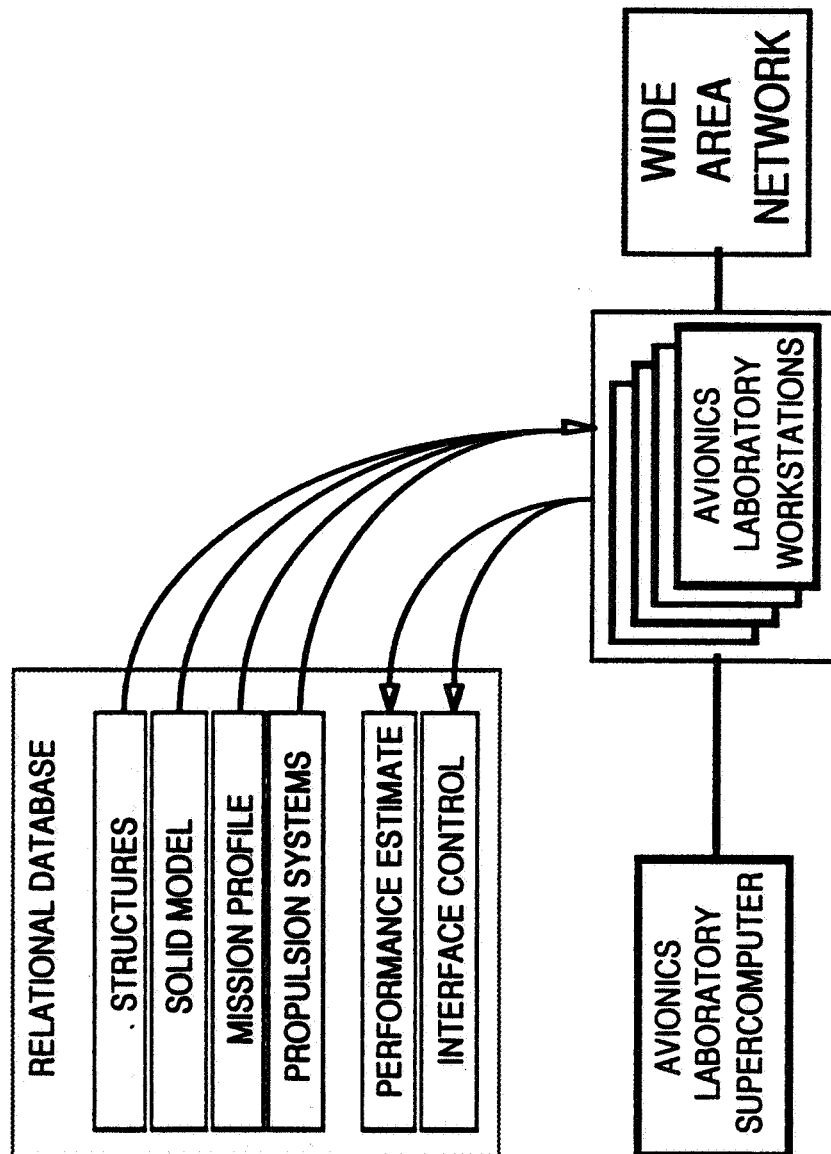 RELATIONAL DATABASE
. STRUCTURES
SOLID MODEL
MISSION PROFILE
PROPULSION SYSTEMS
PERFORMANCE ESTIMATE
INTERFACE CONTROL
AVIONICS
LABORATORY
SUPERCOMPUTER
AVIONICS
LABORATORY
WORKSTATIONS
WIDE
AREA
NETWORK